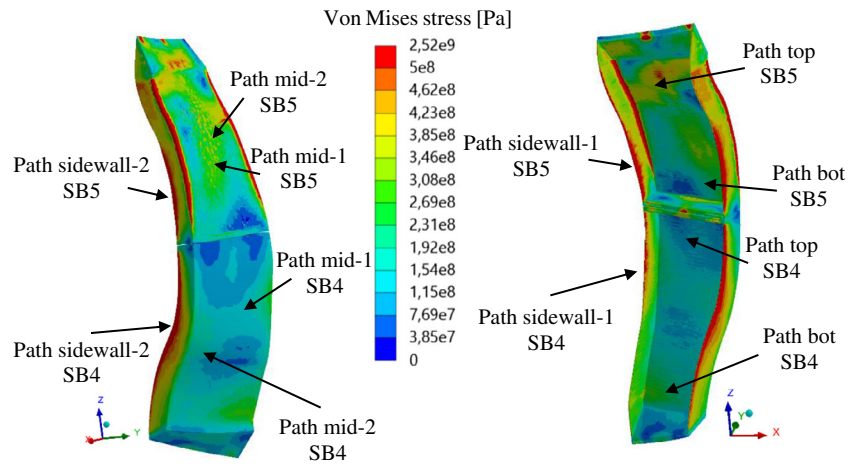 Von Mises stress [Pa]
2,52e9
5e8
4,62e8
4,23e8
3,85e8
3,46e8
3,08e8
2,69e8
2,31e8
1,92e8
1,54e8
1,15e8
7,69e7
3,85e7
0
Path mid-2
SB5
Path mid-1
SB5
Path sidewall-2
SB5
Path mid-1
SB4
Path sidewall-2
SB4
Path mid-2
SB4
Z
X
Y
Path top
SB5
Path sidewall-1
SB5
Path bot
SB5
Path top
SB4
Path sidewall-1
SB4
Path bot
SB4
Z
Y
X